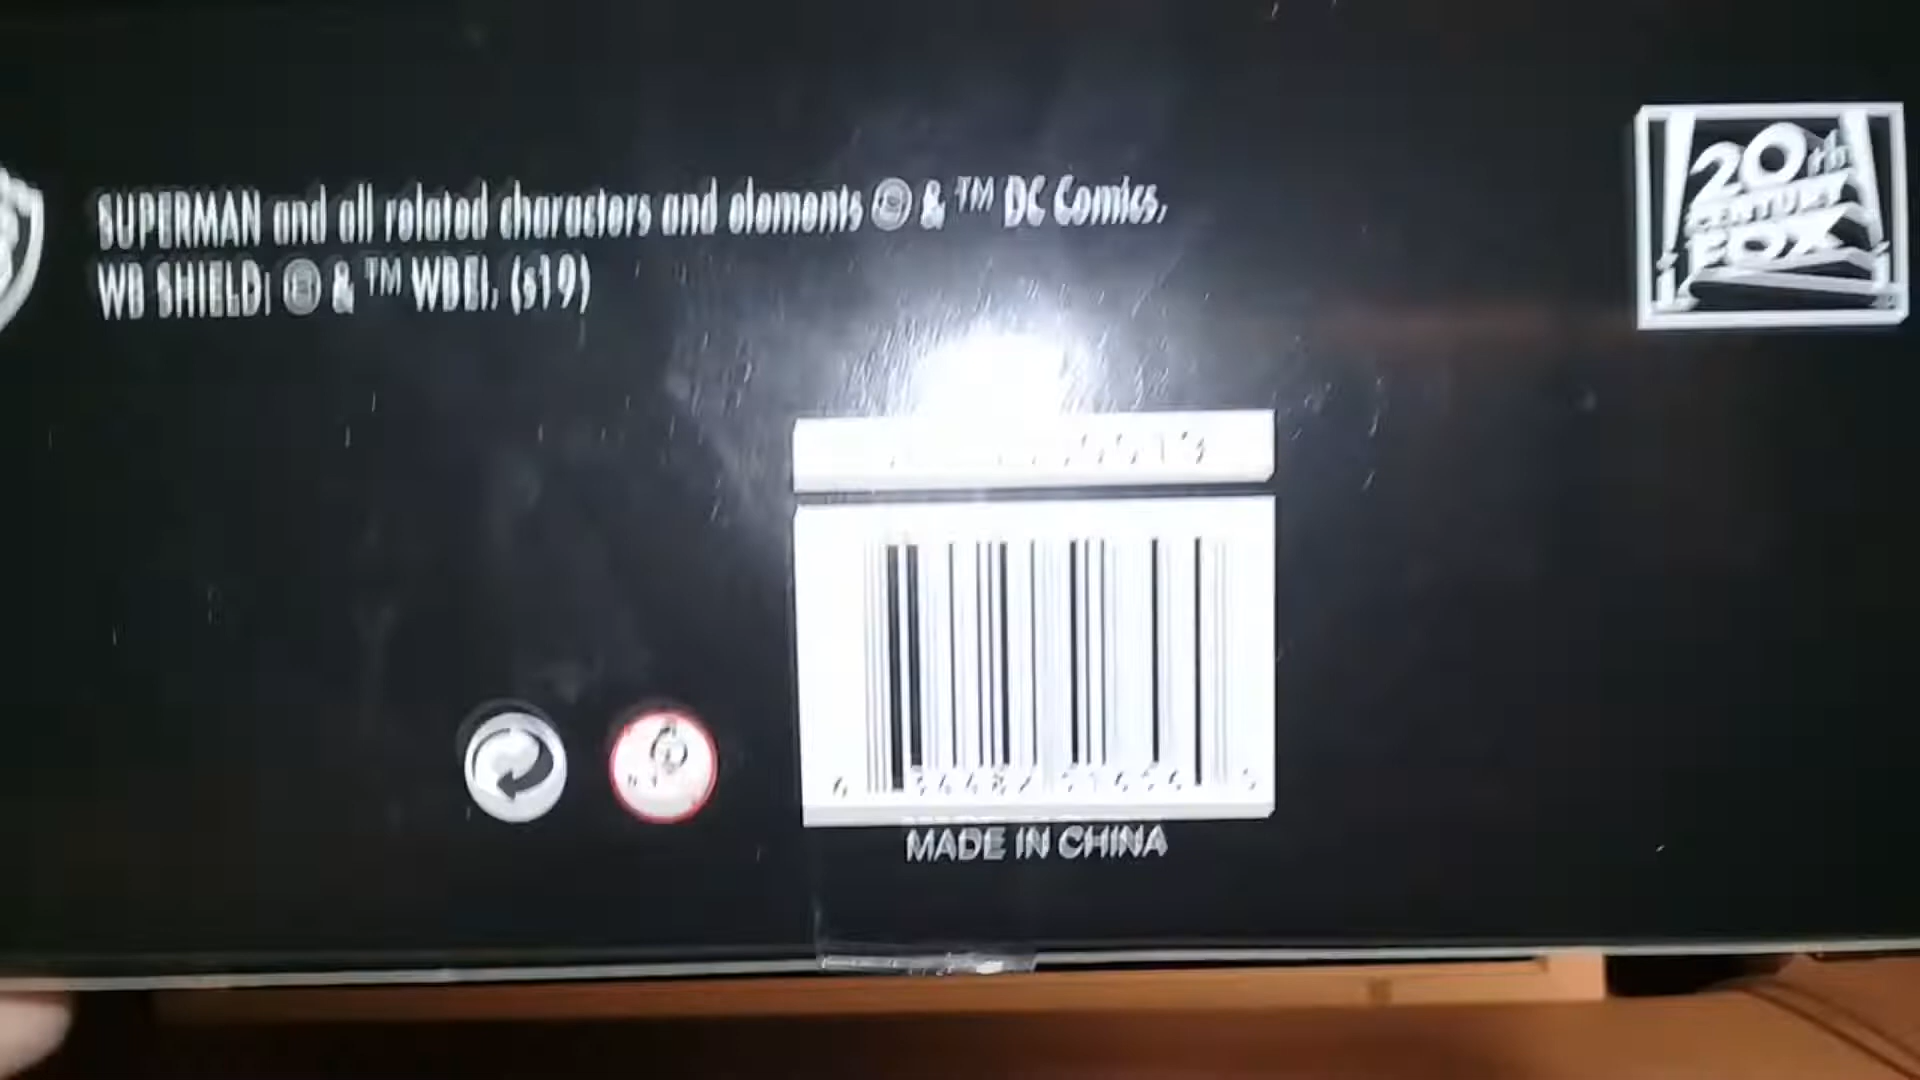 SUPERMAN and all related characters and elements © & ™ DC Comics.
WB SHIELD: © & ™ WBEI. (s19)
20th
CENTURY
FOX
MADE IN CHINA